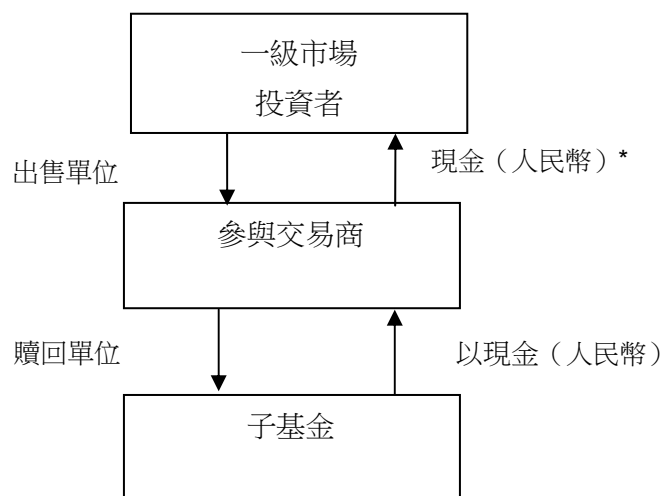 一級市場
投資者
出售單位
現金（人民幣）*
參與交易商
贖回單位
以現金（人民幣）
子基金